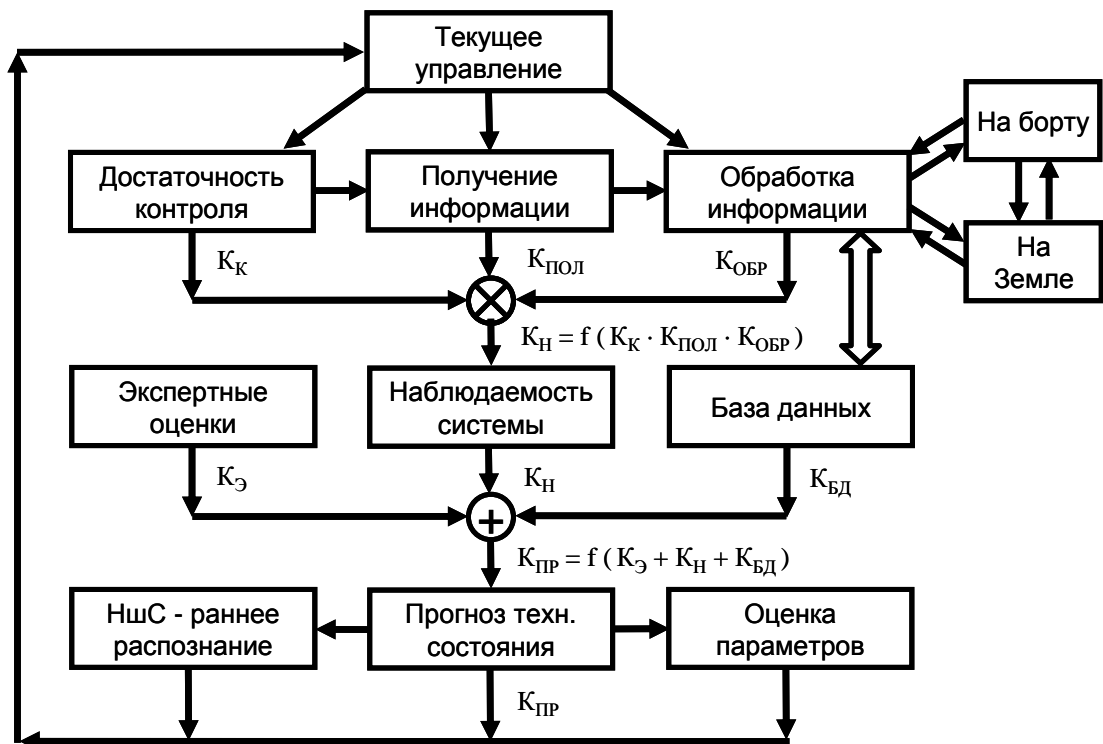 Текущее
управление
На борту
Достаточность
контроля
Получение
информации
Обработка
информации
На
Земле
К_К
К_ПОЛ
К_ОБР
К_Н = f ( К_К · К_ПОЛ · К_ОБР )
Экспертные
оценки
Наблюдаемость
системы
База данных
К_Э
К_Н
К_БД
К_ПР = f ( К_Э + К_Н + К_БД )
НшС - раннее
распознание
Прогноз техн.
состояния
Оценка
параметров
К_ПР